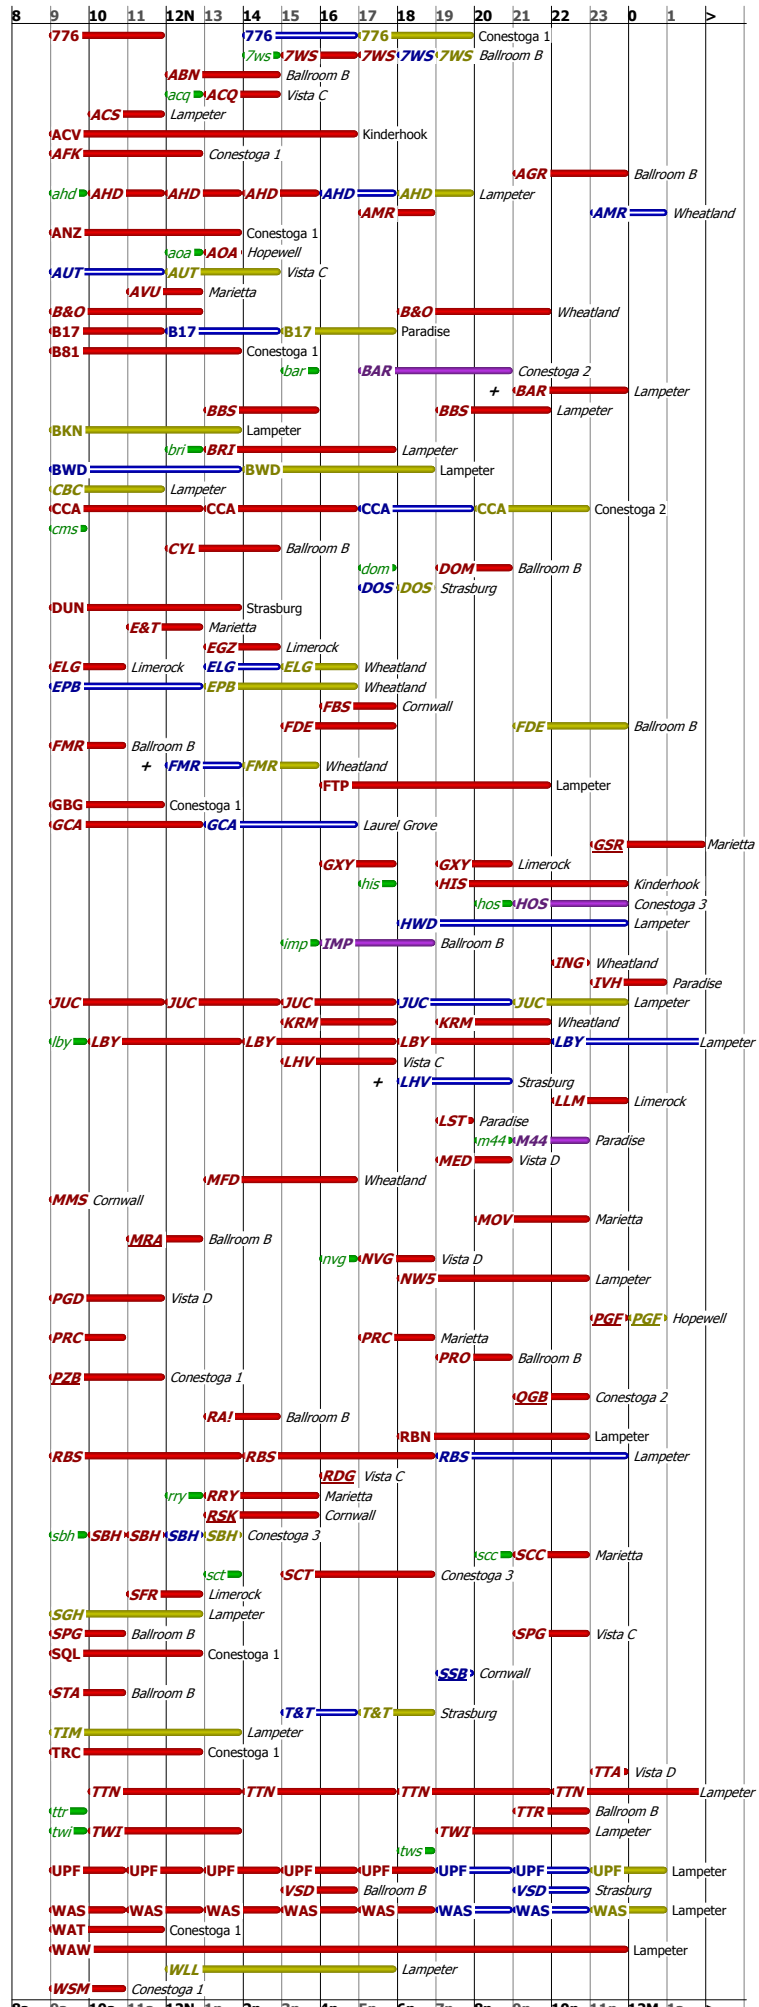 8 9 10 11 12N 13 14 15 16 17 18 19 20 21 22 23 0 1 >
776 776 776 Conestoga 1
7ws 7WS 7WS 7WS 7WS Ballroom B
ABN Ballroom B
acq ACQ Vista C
ACS Lampeter
ACV Kinderhook
AFK Conestoga 1
AGR Ballroom B
ahd AHD AHD AHD AHD AHD Lampeter
AMR AMR Wheatland
ANZ Conestoga 1
aoa AOA Hopewell
AUT AUT Vista C
AVU Marietta
B&O B&O Wheatland
B17 B17 B17 Paradise
B81 Conestoga 1
bar BAR Conestoga 2
+ BAR Lampeter
BBS BBS Lampeter
BKN Lampeter
bri BRI Lampeter
BWD BWD Lampeter
CBC Lampeter
CCA CCA CCA CCA Conestoga 2
cms
CYL Ballroom B
dom DOM Ballroom B
DOS DOS Strasburg
DUN Strasburg
E&T Marietta
EGZ Limerock
ELG Limerock ELG ELG Wheatland
EPB EPB Wheatland
FBS Cornwall
FDE FDE Ballroom B
FMR Ballroom B
+ FMR FMR Wheatland
FTP Lampeter
GBG Conestoga 1
GCA GCA Laurel Grove
GSR Marietta
GXY GXY Limerock
his HIS Kinderhook
hos HOS Conestoga 3
HWD Lampeter
imp IMP Ballroom B
ING Wheatland
IVH Paradise
JUC JUC JUC JUC JUC Lampeter
KRM KRM Wheatland
lby LBY LBY LBY LBY Lampeter
LHV Vista C
+ LHV Strasburg
LLM Limerock
LST Paradise
m44 M44 Paradise
MED Vista D
MFD Wheatland
MMS Cornwall
MOV Marietta
MRA Ballroom B
nvg NVG Vista D
NW5 Lampeter
PGD Vista D
PGF PGF Hopewell
PRC PRC Marietta
PRO Ballroom B
PZB Conestoga 1
QGB Conestoga 2
RA! Ballroom B
RBN Lampeter
RBS RBS RBS Lampeter
RDG Vista C
rry RRY Marietta
RSK Cornwall
sbh SBH SBH SBH SBH Conestoga 3
scc SCC Marietta
sct SCT Conestoga 3
SFR Limerock
SGH Lampeter
SPG Ballroom B SPG Vista C
SQL Conestoga 1
SSB Cornwall
STA Ballroom B
T&T T&T Strasburg
TIM Lampeter
TRC Conestoga 1
TTA Vista D
TTN TTN TTN TTN Lampeter
ttr TTR Ballroom B
twi TWI TWI Lampeter
tws
UPF UPF UPF UPF UPF UPF UPF UPF Lampeter
VSD Ballroom B VSD Strasburg
WAS WAS WAS WAS WAS WAS WAS WAS Lampeter
WAT Conestoga 1
WAW Lampeter
WLL Lampeter
WSM Conestoga 1